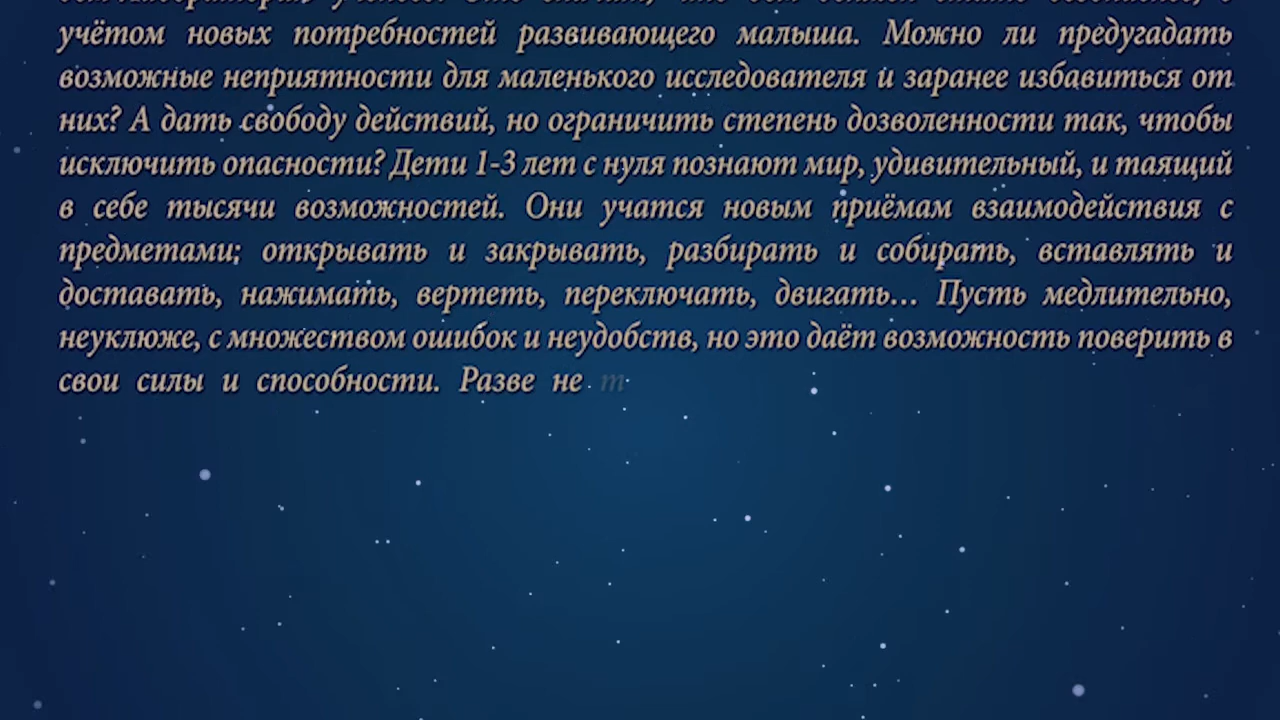 учётом новых потребностей развивающего малыша. Можно ли предугадать
возможные неприятности для маленького исследователя и заранее избавиться от
них? А дать свободу действий, но ограничить степень дозволенности так, чтобы
исключить опасности? Дети 1-3 лет с нуля познают мир, удивительный, и таящий
в себе тысячи возможностей. Они учатся новым приёмам взаимодействия с
предметами; открывать и закрывать, разбирать и собирать, вставлять и
доставать, нажимать, вертеть, переключать, двигать... Пусть медлительно,
неуклюже, с множеством ошибок и неудобств, но это даёт возможность поверить в
свои силы и способности. Разве не т